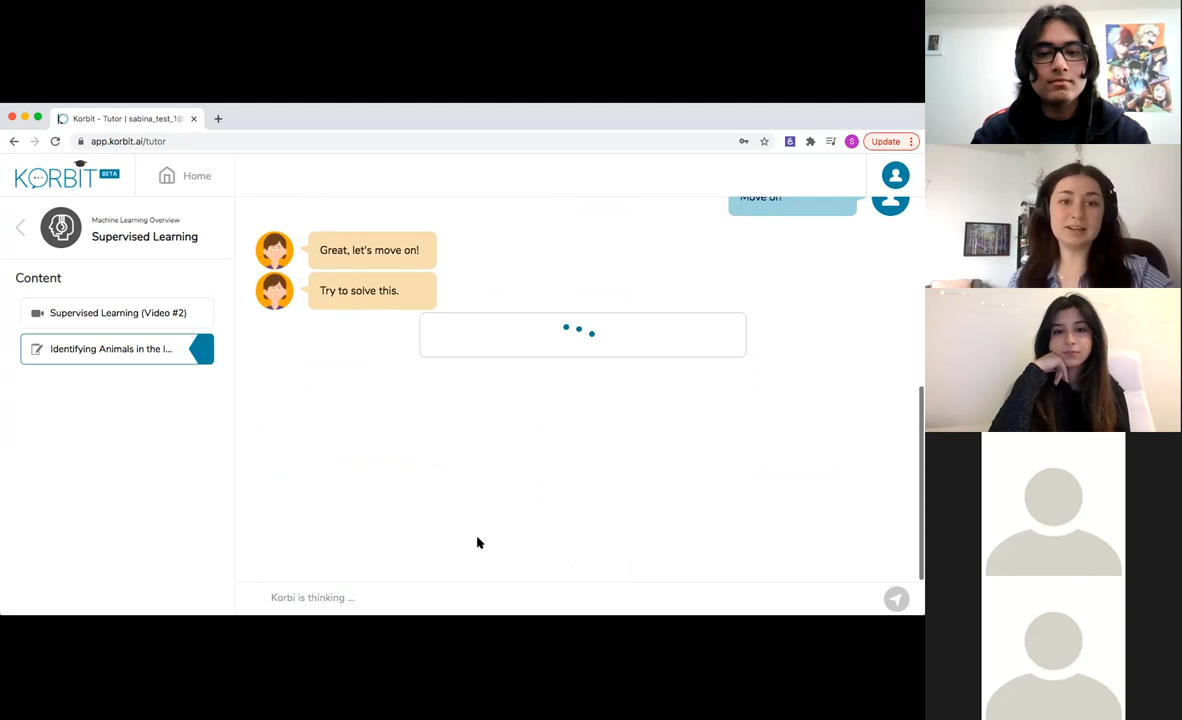 Korbit - Tutor | sabina_test_1@
app.korbit.ai/tutor
S
Update
KORBIT BETA
Home
Machine Learning Overview
Supervised Learning
Content
Supervised Learning (Video #2)
Identifying Animals in the I...
Move on
Great, let's move on!
Try to solve this.
Korbi is thinking ...